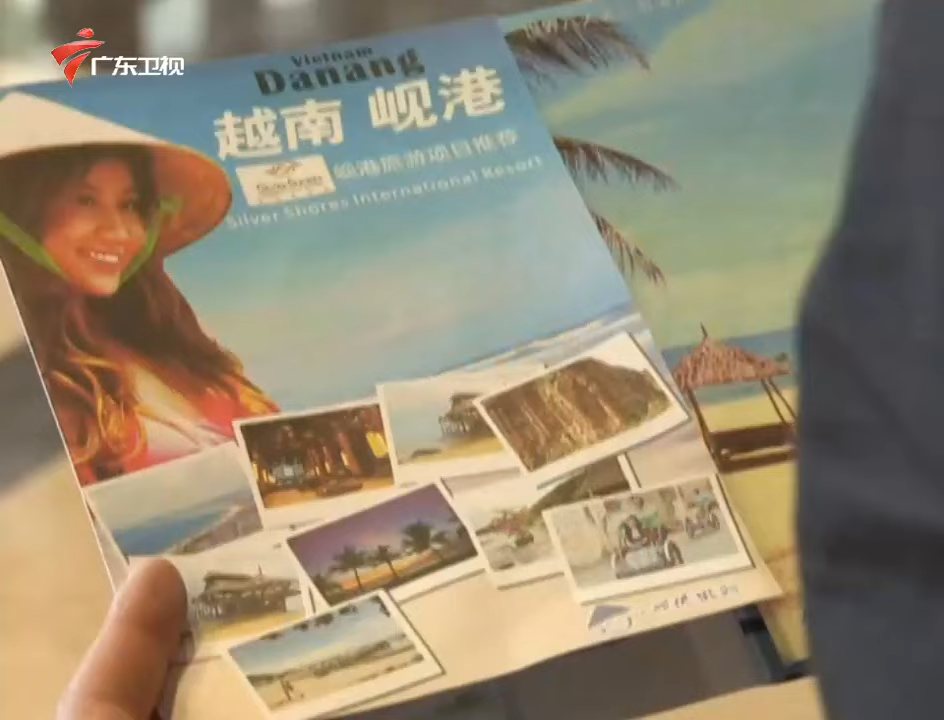 广东卫视
Vietnam
Danang
越南 岘港
岘港旅游项目推荐
Silver Shores International Resort